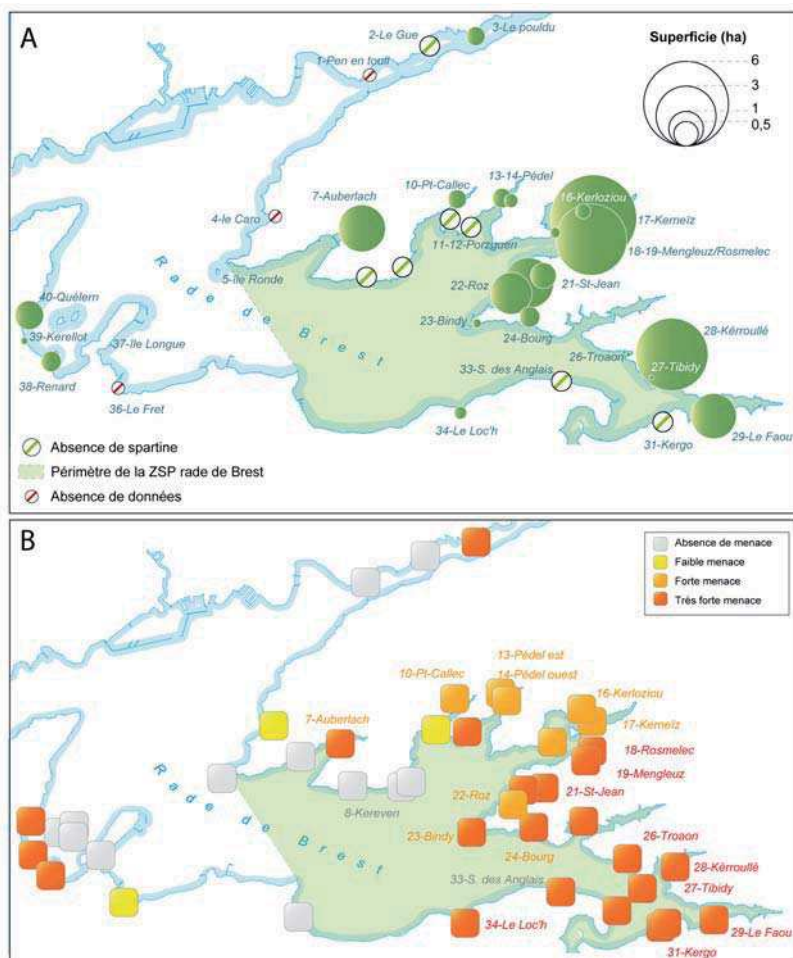 A
2-Le Gue
3-Le pouldu
1-Pen en toull
Superficie (ha)
6
3
1
0,5
4-le Caro
7-Auberlach
10-Pt-Callec
13-14-Pédel
16-Kerloziou
17-Kerneïz
11-12-Porzguen
18-19-Mengleuz/Rosmelec
5-île Ronde
Rade de Brest
22-Roz
21-St-Jean
40-Quélern
39-Kerellot
37-Ile Longue
38-Renard
36-Le Fret
23-Bindy
24-Bourg
26-Troaon
28-Kérroullé
27-Tibidy
33-S. des Anglais
34-Le Loc'h
31-Kergo
29-Le Faou
Absence de spartine
Périmètre de la ZSP rade de Brest
Absence de données
B
Absence de menace
Faible menace
Forte menace
Très forte menace
13-Pédel est
10-Pt-Callec
14-Pédel ouest
16-Kerloziou
7-Auberlach
17-Kerneïz
18-Rosmelec
19-Mengleuz
Rade de Brest
8-Kereven
22-Roz
21-St-Jean
23-Bindy
24-Bourg
26-Troaon
33-S. des Anglais
28-Kérroullé
27-Tibidy
34-Le Loc'h
29-Le Faou
31-Kergo